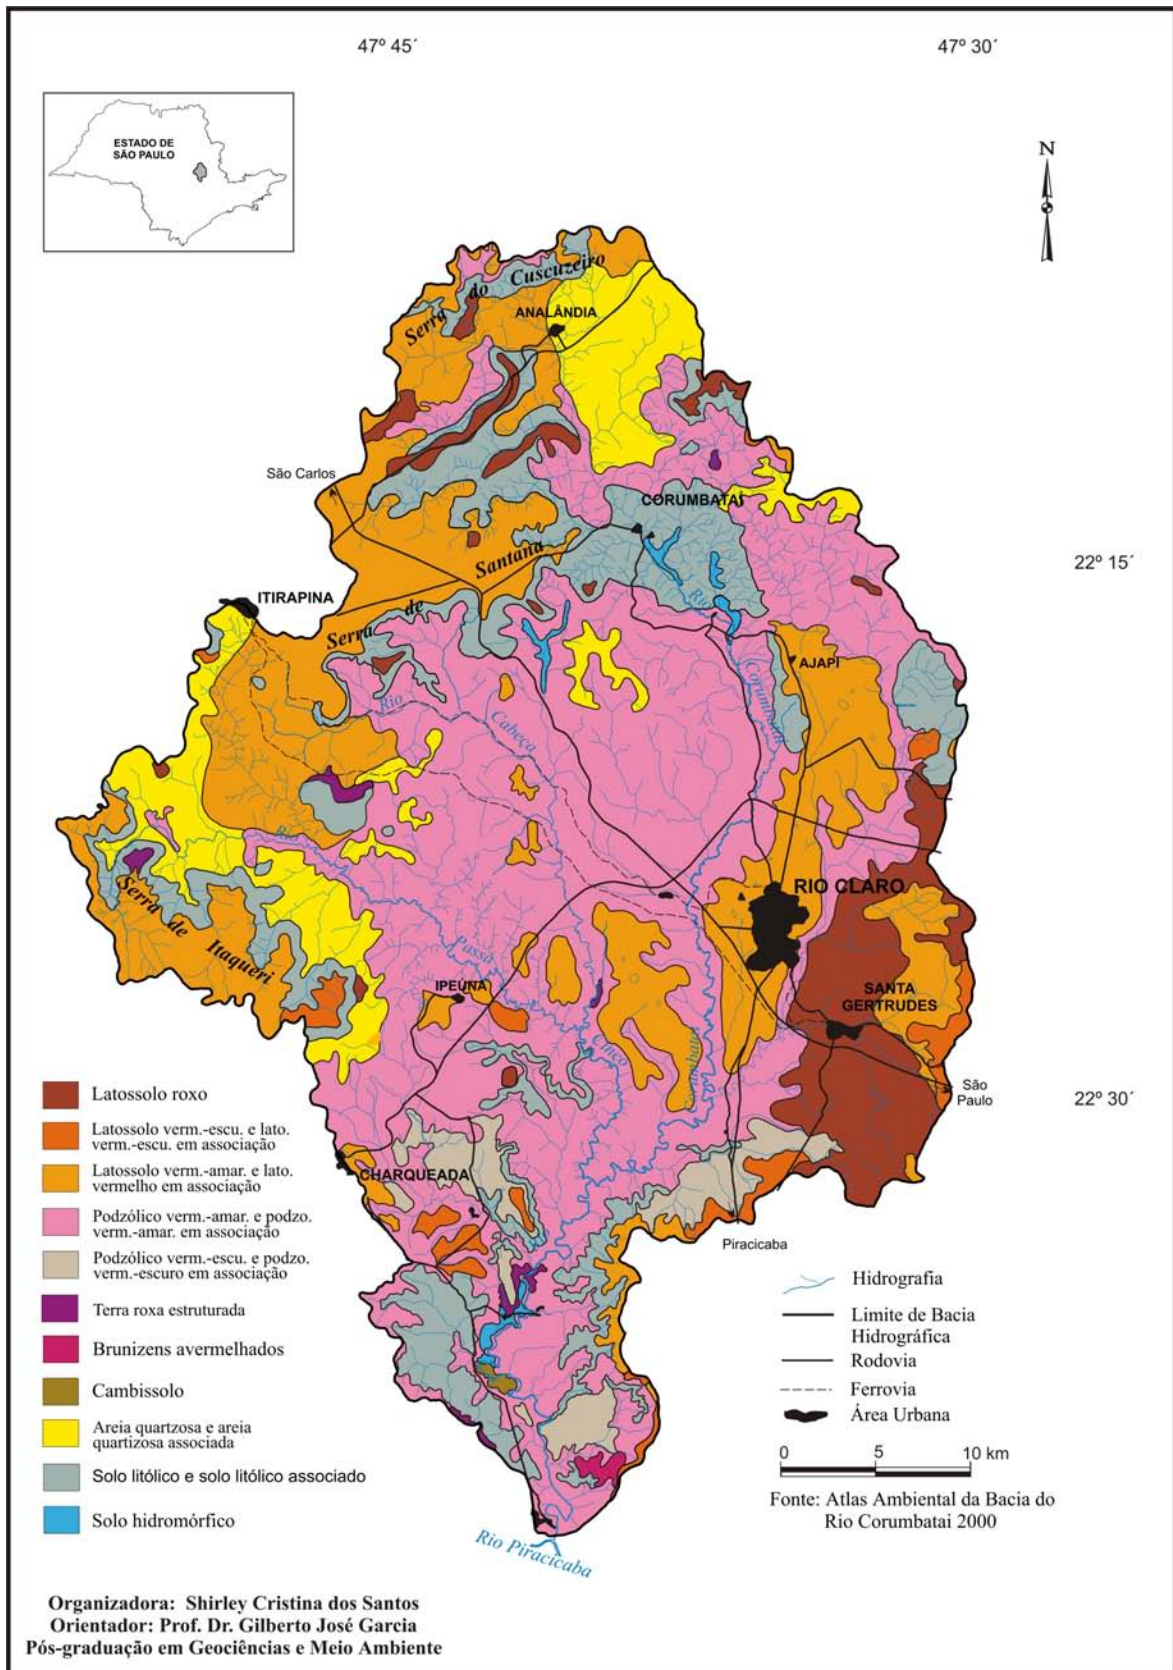 47º 45´
47º 30´
ESTADO DE
SÃO PAULO
N
Serra do Cuscuzeiro
ANALÂNDIA
São Carlos
CORUMBATAÍ
22º 15´
Serra de Santana
ITIRAPINA
Rio
AJAPI
Corumbataí
Rio
Cabeça
Rio
RIO CLARO
Serra de Itaqueri
Passa
IPEÚNA
SANTA
GERTRUDES
Cinco
Corumbataí
São
Paulo
22º 30´
Latossolo roxo
Latossolo verm.-escu. e lato.
verm.-escu. em associação
Latossolo verm.-amar. e lato.
vermelho em associação
CHARQUEADA
Podzólico verm.-amar. e podzo.
verm.-amar. em associação
Piracicaba
Podzólico verm.-escu. e podzo.
verm.-escuro em associação
Terra roxa estruturada
Brunizens avermelhados
Cambissolo
Areia quartzosa e areia
quartizosa associada
Solo litólico e solo litólico associado
Solo hidromórfico
Hidrografia
Limite de Bacia
Hidrográfica
Rodovia
Ferrovia
Área Urbana
0 5 10 km
Fonte: Atlas Ambiental da Bacia do
Rio Corumbatai 2000
Rio Piracicaba
Organizadora: Shirley Cristina dos Santos
Orientador: Prof. Dr. Gilberto José Garcia
Pós-graduação em Geociências e Meio Ambiente